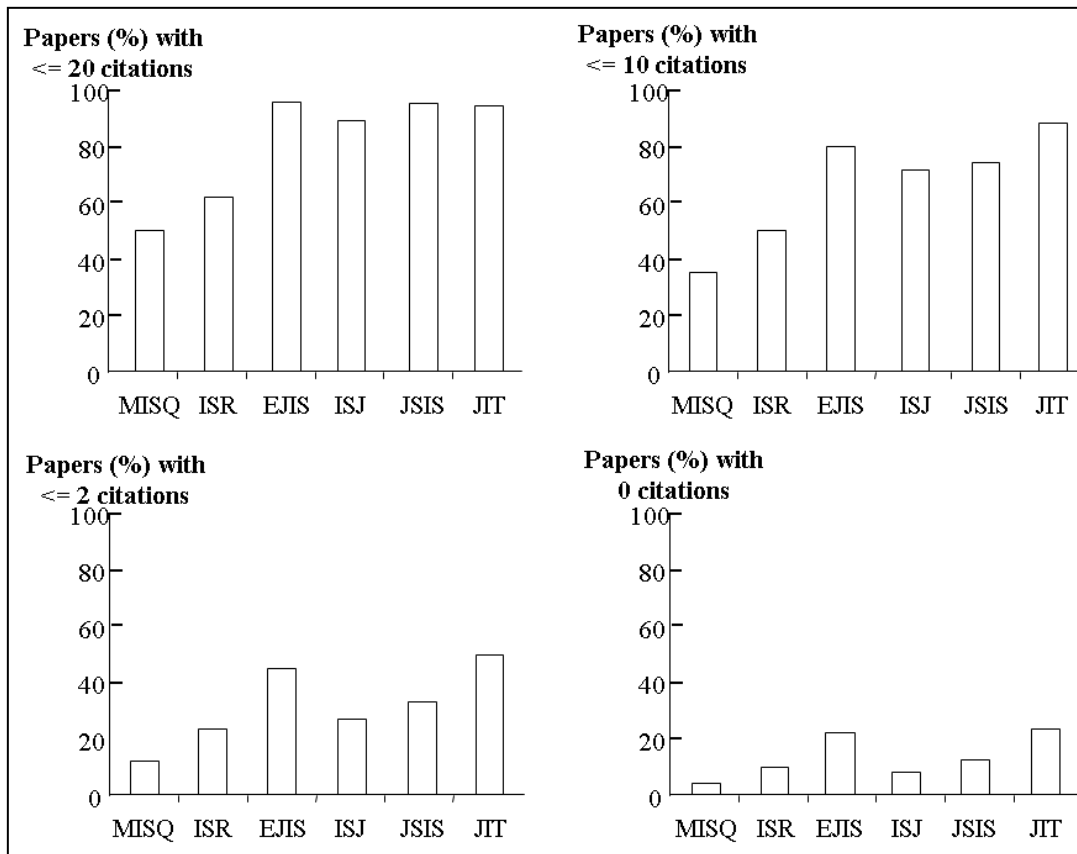 Papers (%) with
<= 20 citations
100
80
60
40
20
0
MISQ ISR EJIS ISJ JSIS JIT
Papers (%) with
<= 10 citations
100
80
60
40
20
0
MISQ ISR EJIS ISJ JSIS JIT
Papers (%) with
<= 2 citations
100
80
60
40
20
0
MISQ ISR EJIS ISJ JSIS JIT
Papers (%) with
0 citations
100
80
60
40
20
0
MISQ ISR EJIS ISJ JSIS JIT